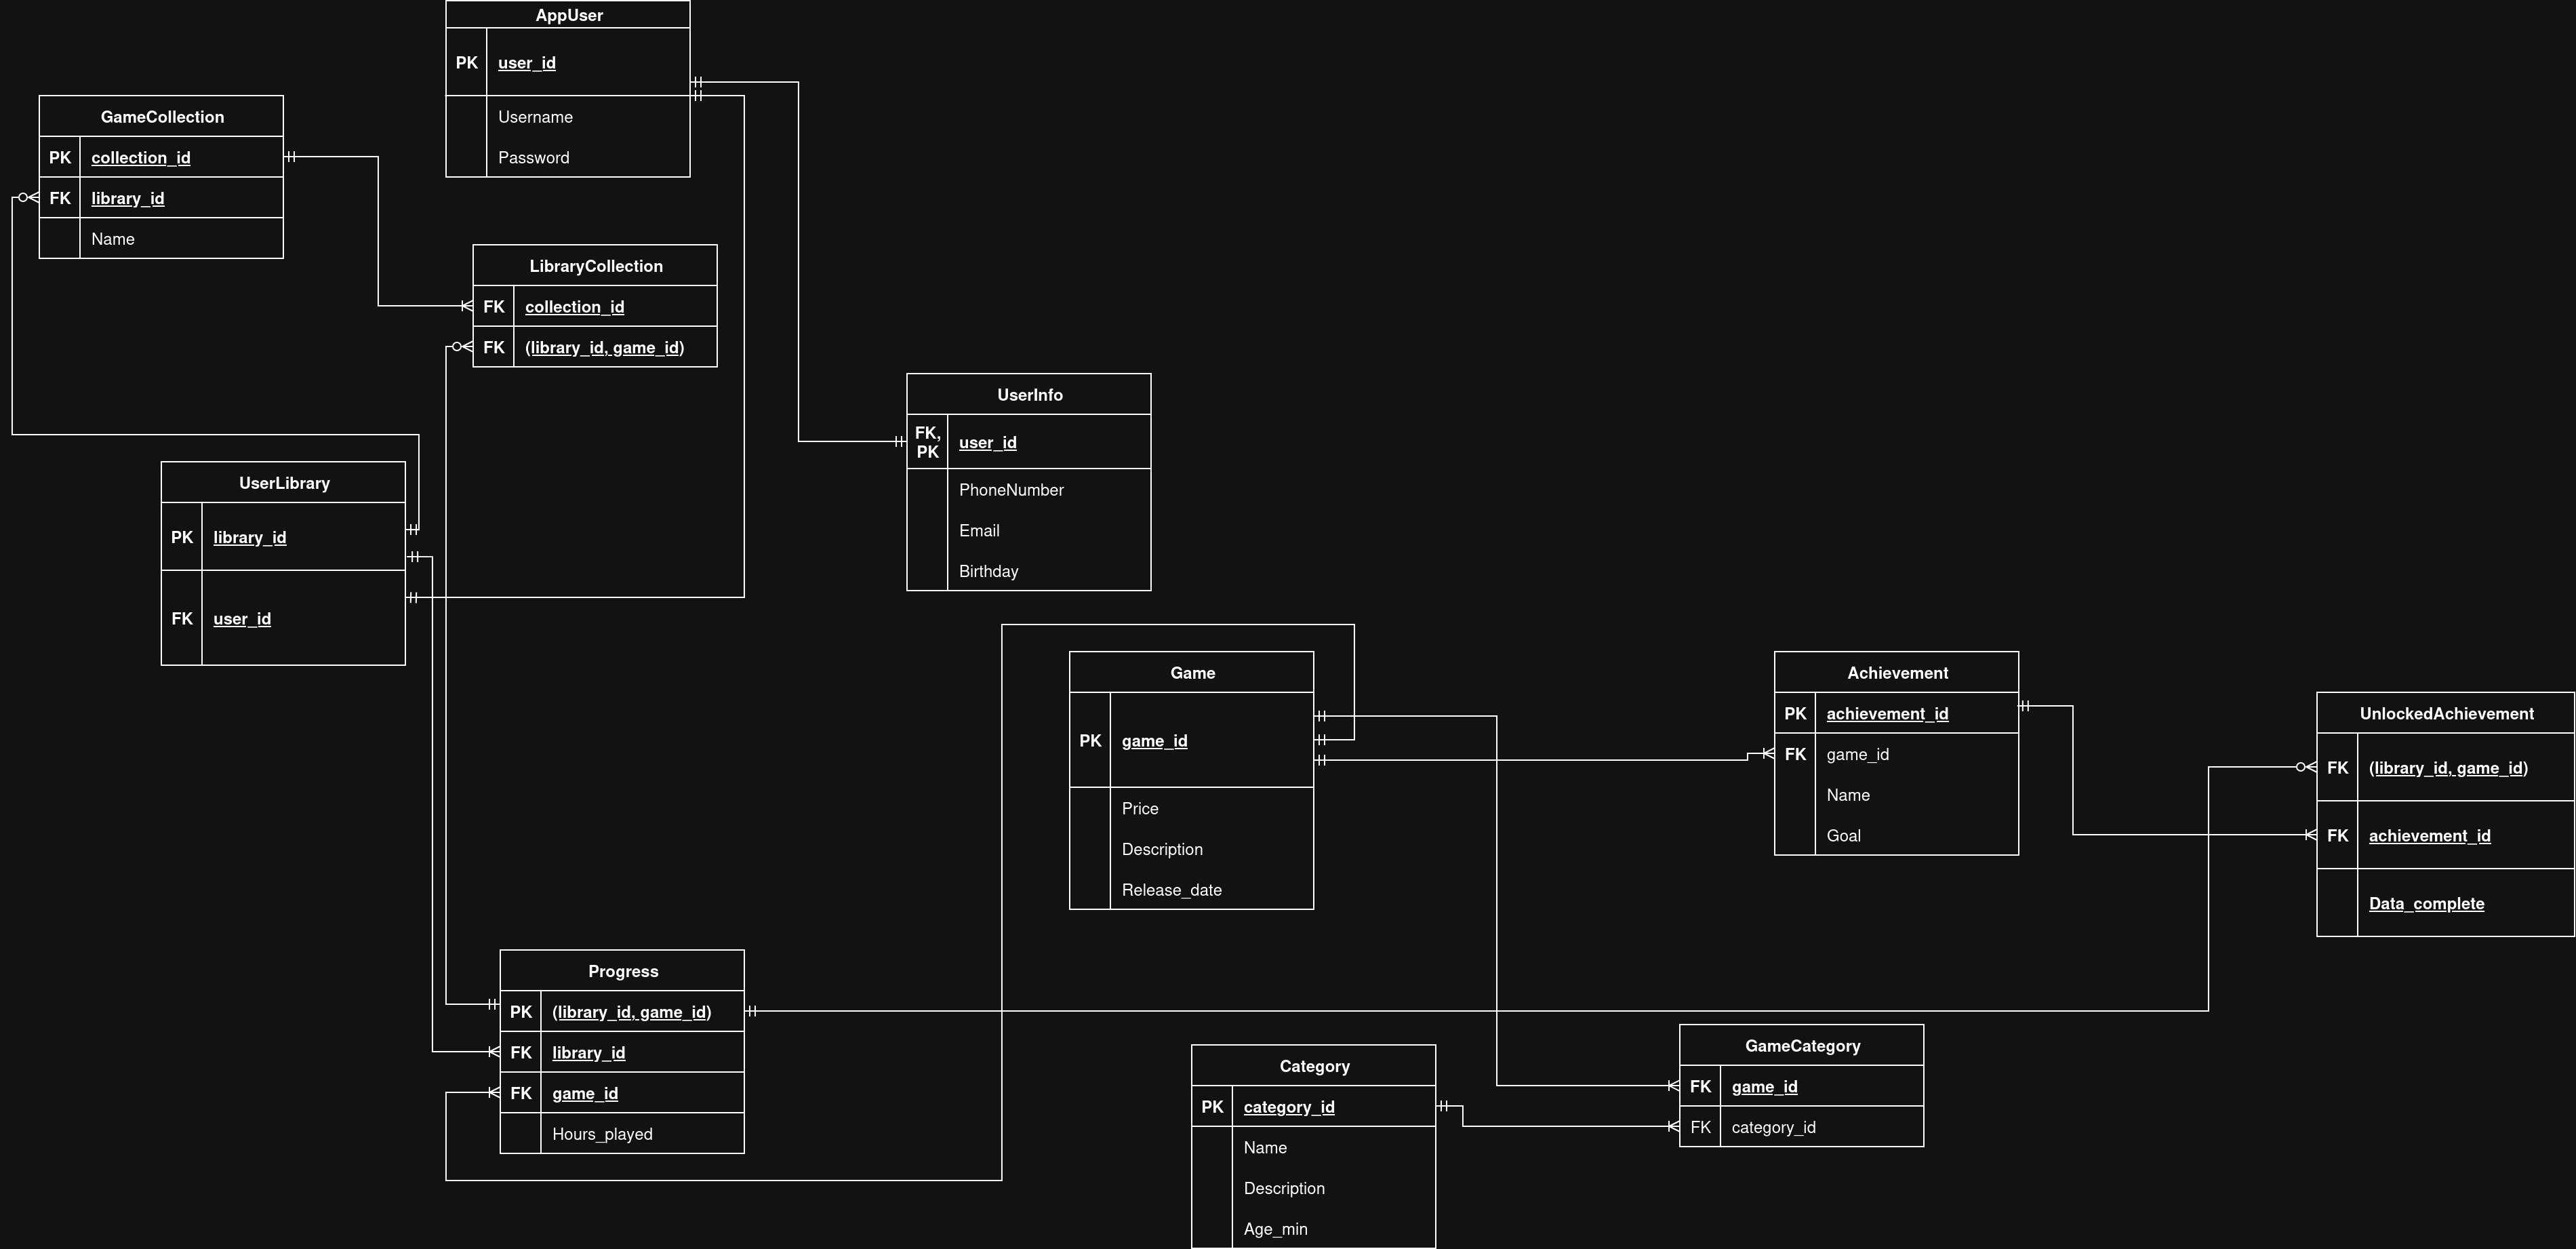 AppUser
PK user_id
Username
Password
GameCollection
PK collection_id
FK library_id
Name
LibraryCollection
FK collection_id
FK (library_id, game_id)
UserInfo
FK,
PK
user_id
PhoneNumber
Email
Birthday
UserLibrary
PK library_id
FK user_id
Game
PK game_id
Price
Description
Release_date
Achievement
PK achievement_id
FK game_id
Name
Goal
UnlockedAchievement
FK (library_id, game_id)
FK achievement_id
Data_complete
Progress
PK (library_id, game_id)
FK library_id
FK game_id
Hours_played
Category
PK category_id
Name
Description
Age_min
GameCategory
FK game_id
FK category_id